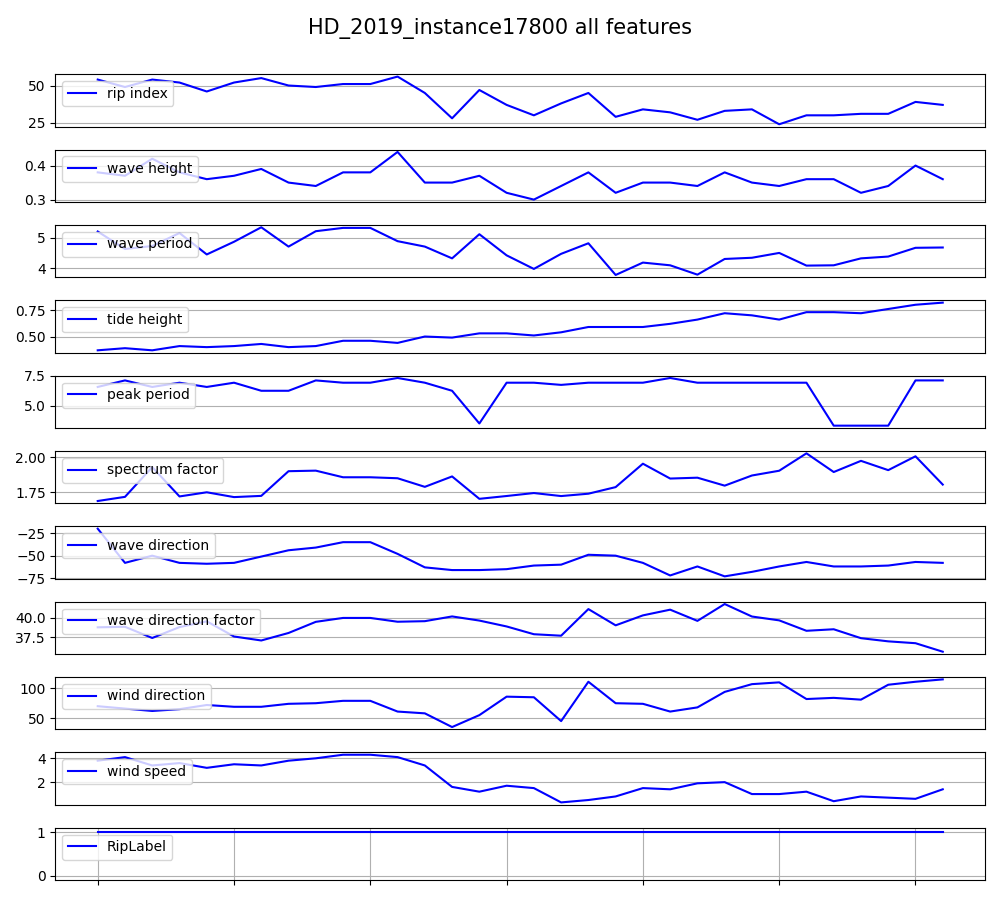 HD_2019_instance17800 all features
50
25
rip index
0.4
0.3
wave height
5
4
wave period
0.75
0.50
tide height
7.5
5.0
peak period
2.00
1.75
spectrum factor
−25
−50
−75
wave direction
40.0
37.5
wave direction factor
100
50
wind direction
4
2
wind speed
1
0
RipLabel